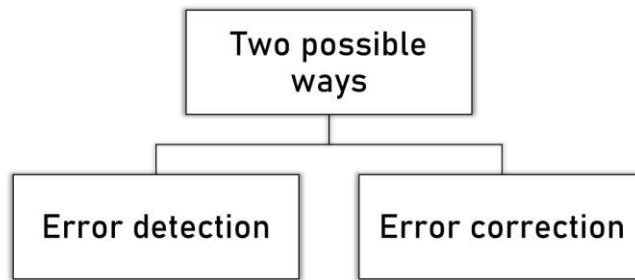 Two possible
ways
Error detection
Error correction